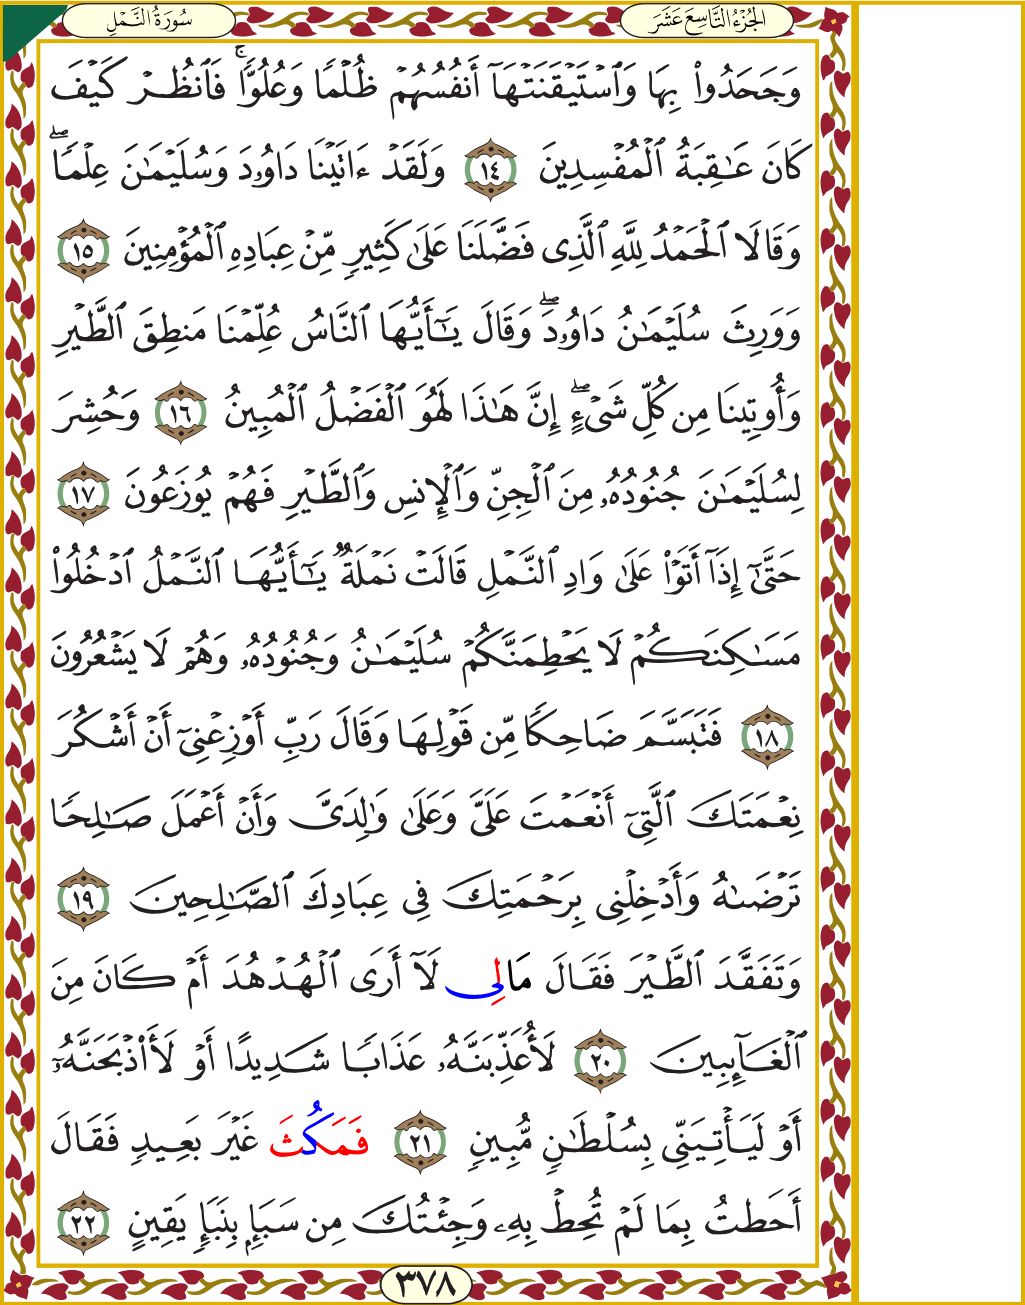 الجُزْءُ التَّاسِعَ عَشَرَ
سُورَةُ النَّمْلِ
وَجَحَدُوا۟ بِهَا وَٱسْتَيْقَنَتْهَآ أَنفُسُهُمْ ظُلْمًا وَعُلُوًّا ۚ فَٱنظُرْ كَيْفَ
كَانَ عَـٰقِبَةُ ٱلْمُفْسِدِينَ ١٤ وَلَقَدْ ءَاتَيْنَا دَاوُۥدَ وَسُلَيْمَـٰنَ عِلْمًا ۖ
وَقَالَا ٱلْحَمْدُ لِلَّهِ ٱلَّذِى فَضَّلَنَا عَلَىٰ كَثِيرٍ مِّنْ عِبَادِهِ ٱلْمُؤْمِنِينَ ١٥
وَوَرِثَ سُلَيْمَـٰنُ دَاوُۥدَ ۖ وَقَالَ يَـٰٓأَيُّهَا ٱلنَّاسُ عُلِّمْنَا مَنطِقَ ٱلطَّيْرِ
وَأُوتِينَا مِن كُلِّ شَىْءٍ ۖ إِنَّ هَـٰذَا لَهُوَ ٱلْفَضْلُ ٱلْمُبِينُ ١٦ وَحُشِرَ
لِسُلَيْمَـٰنَ جُنُودُهُۥ مِنَ ٱلْجِنِّ وَٱلْإِنسِ وَٱلطَّيْرِ فَهُمْ يُوزَعُونَ ١٧
حَتَّىٰٓ إِذَآ أَتَوْا۟ عَلَىٰ وَادِ ٱلنَّمْلِ قَالَتْ نَمْلَةٌ يَـٰٓأَيُّهَا ٱلنَّمْلُ ٱدْخُلُوا۟
مَسَـٰكِنَكُمْ لَا يَحْطِمَنَّكُمْ سُلَيْمَـٰنُ وَجُنُودُهُۥ وَهُمْ لَا يَشْعُرُونَ
١٨ فَتَبَسَّمَ ضَاحِكًا مِّن قَوْلِهَا وَقَالَ رَبِّ أَوْزِعْنِىٓ أَنْ أَشْكُرَ
نِعْمَتَكَ ٱلَّتِىٓ أَنْعَمْتَ عَلَىَّ وَعَلَىٰ وَٰلِدَىَّ وَأَنْ أَعْمَلَ صَـٰلِحًا
تَرْضَىٰهُ وَأَدْخِلْنِى بِرَحْمَتِكَ فِى عِبَادِكَ ٱلصَّـٰلِحِينَ ١٩
وَتَفَقَّدَ ٱلطَّيْرَ فَقَالَ مَالِى لَآ أَرَى ٱلْهُدْهُدَ أَمْ كَانَ مِنَ
ٱلْغَآئِبِينَ ٢٠ لَأُعَذِّبَنَّهُۥ عَذَابًا شَدِيدًا أَوْ لَأَا۟ذْبَحَنَّهُۥٓ
أَوْ لَيَأْتِيَنِّى بِسُلْطَـٰنٍ مُّبِينٍ ٢١ فَمَكُثَ غَيْرَ بَعِيدٍ فَقَالَ
أَحَطتُ بِمَا لَمْ تُحِطْ بِهِۦ وَجِئْتُكَ مِن سَبَإٍ بِنَبَإٍ يَقِينٍ ٢٢
٣٧٨